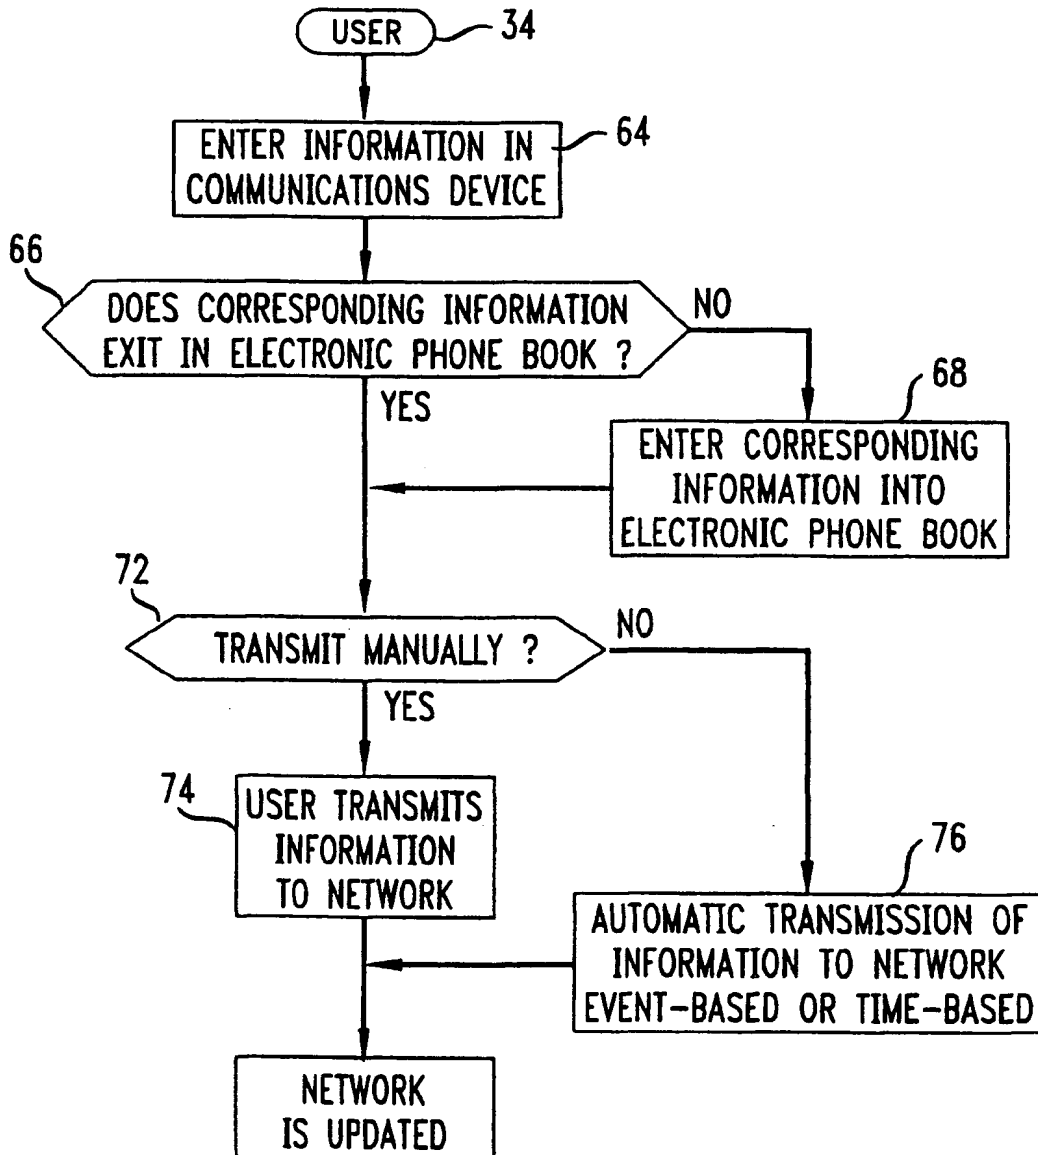 USER
34
ENTER INFORMATION IN
COMMUNICATIONS DEVICE
64
66
DOES CORRESPONDING INFORMATION
EXIT IN ELECTRONIC PHONE BOOK ?
NO
YES
68
ENTER CORRESPONDING
INFORMATION INTO
ELECTRONIC PHONE BOOK
72
TRANSMIT MANUALLY ?
NO
YES
74
USER TRANSMITS
INFORMATION
TO NETWORK
76
AUTOMATIC TRANSMISSION OF
INFORMATION TO NETWORK
EVENT-BASED OR TIME-BASED
NETWORK
IS UPDATED